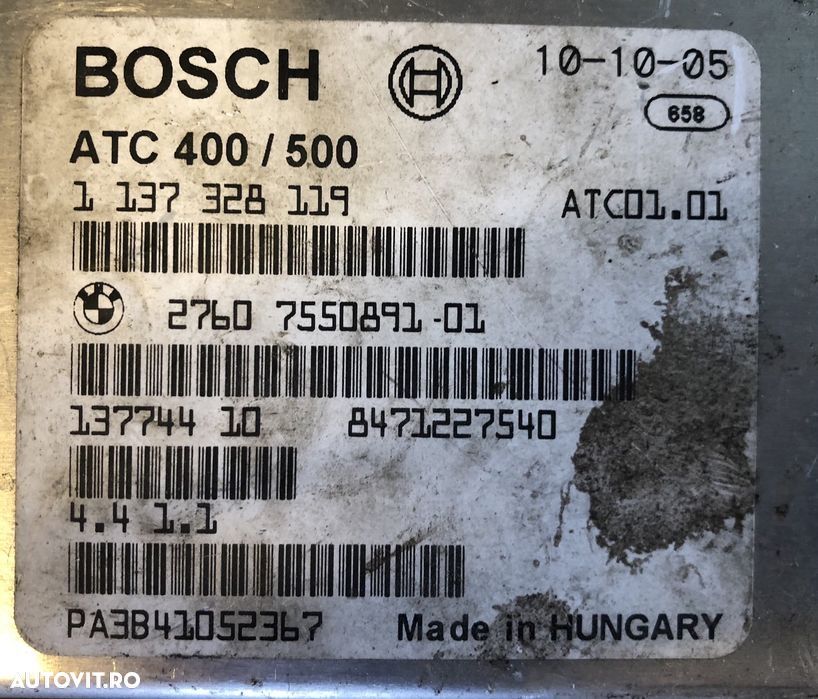 BOSCH 10-10-05
658
ATC 400 / 500
1 137 328 119 ATC01.01
2760 7550891-01
137744 10 8471227540
4.4 1.1
PA3B41052367 Made in HUNGARY
AUTOVIT.RO